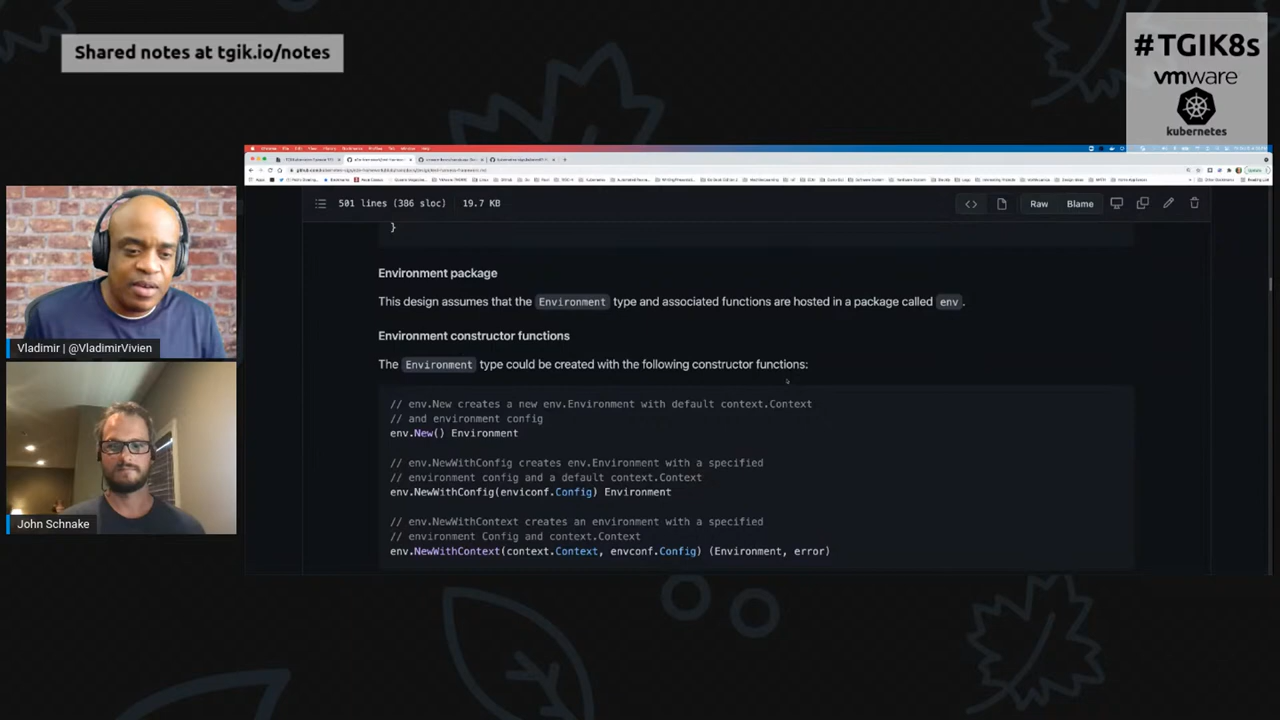 Shared notes at tgik.io/notes
#TGIK8s
vmware
kubernetes
501 lines (386 sloc)
19.7 KB
Raw
Blame
}
Environment package
This design assumes that the Environment type and associated functions are hosted in a package called env.
Environment constructor functions
The Environment type could be created with the following constructor functions:
// env.New creates a new env.Environment with default context.Context
// and environment config
env.New() Environment
// env.NewWithConfig creates env.Environment with a specified
// environment config and a default context.Context
env.NewWithConfig(enviconf.Config) Environment
// env.NewWithContext creates an environment with a specified
// environment Config and context.Context
env.NewWithContext(context.Context, envconf.Config) (Environment, error)
Vladimir | @VladimirVivien
John Schnake